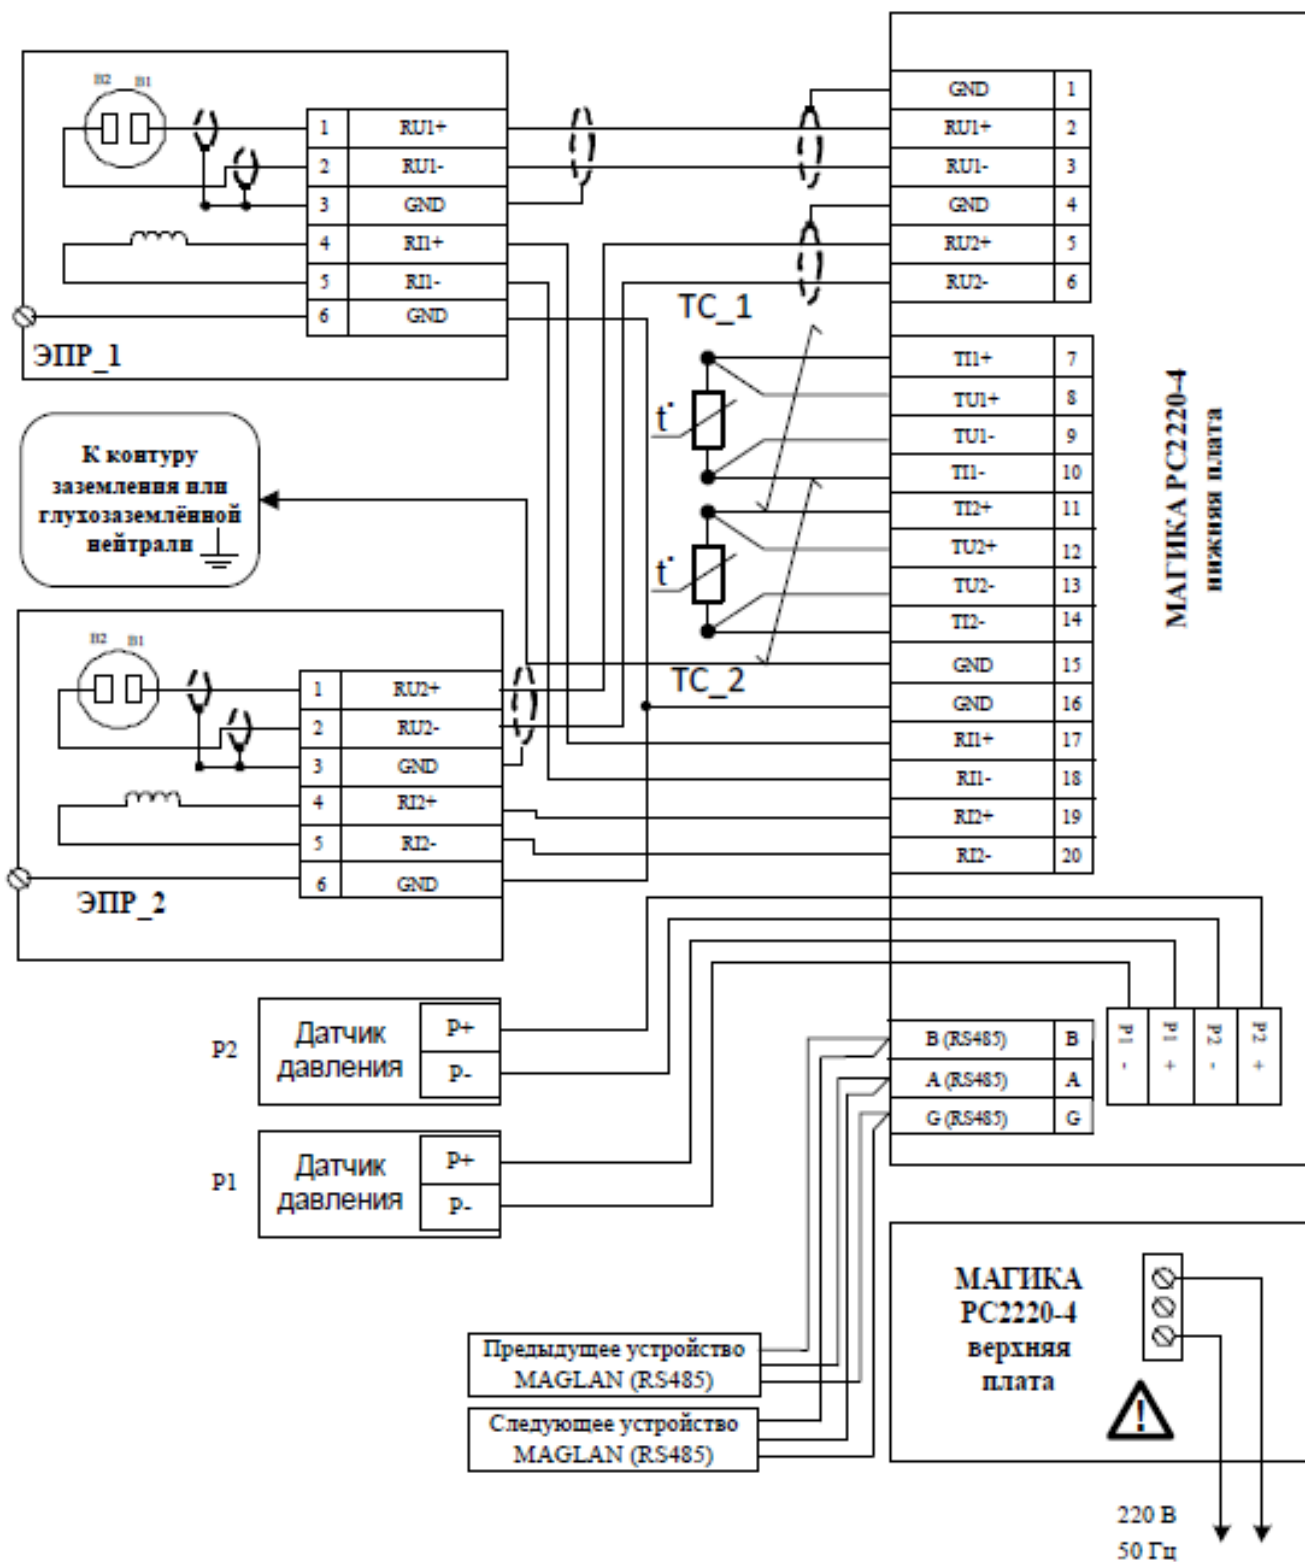 B2 B1
1 RU1+
2 RU1-
3 GND
4 RI1+
5 RI1-
6 GND
ЭПР_1
К контуру
заземления или
глухозаземлённой
нейтрали
B2 B1
1 RU2+
2 RU2-
3 GND
4 RI2+
5 RI2-
6 GND
ЭПР_2
TC_1
t°
t°
TC_2
GND 1
RU1+ 2
RU1- 3
GND 4
RU2+ 5
RU2- 6
TI1+ 7
TU1+ 8
TU1- 9
TI1- 10
TI2+ 11
TU2+ 12
TU2- 13
TI2- 14
GND 15
GND 16
RI1+ 17
RI1- 18
RI2+ 19
RI2- 20
МАГИКА РС2220-4
нижняя плата
P2
Датчик
давления
P+
P-
P1
Датчик
давления
P+
P-
B (RS485) B
A (RS485) A
G (RS485) G
P1 -
P1 +
P2 -
P2 +
МАГИКА
РС2220-4
верхняя
плата
!
Предыдущее устройство
MAGLAN (RS485)
Следующее устройство
MAGLAN (RS485)
220 В
50 Гц